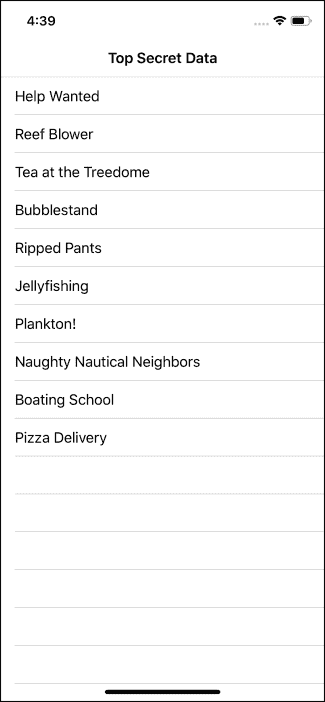 4:39
Top Secret Data
Help Wanted
Reef Blower
Tea at the Treedome
Bubblestand
Ripped Pants
Jellyfishing
Plankton!
Naughty Nautical Neighbors
Boating School
Pizza Delivery